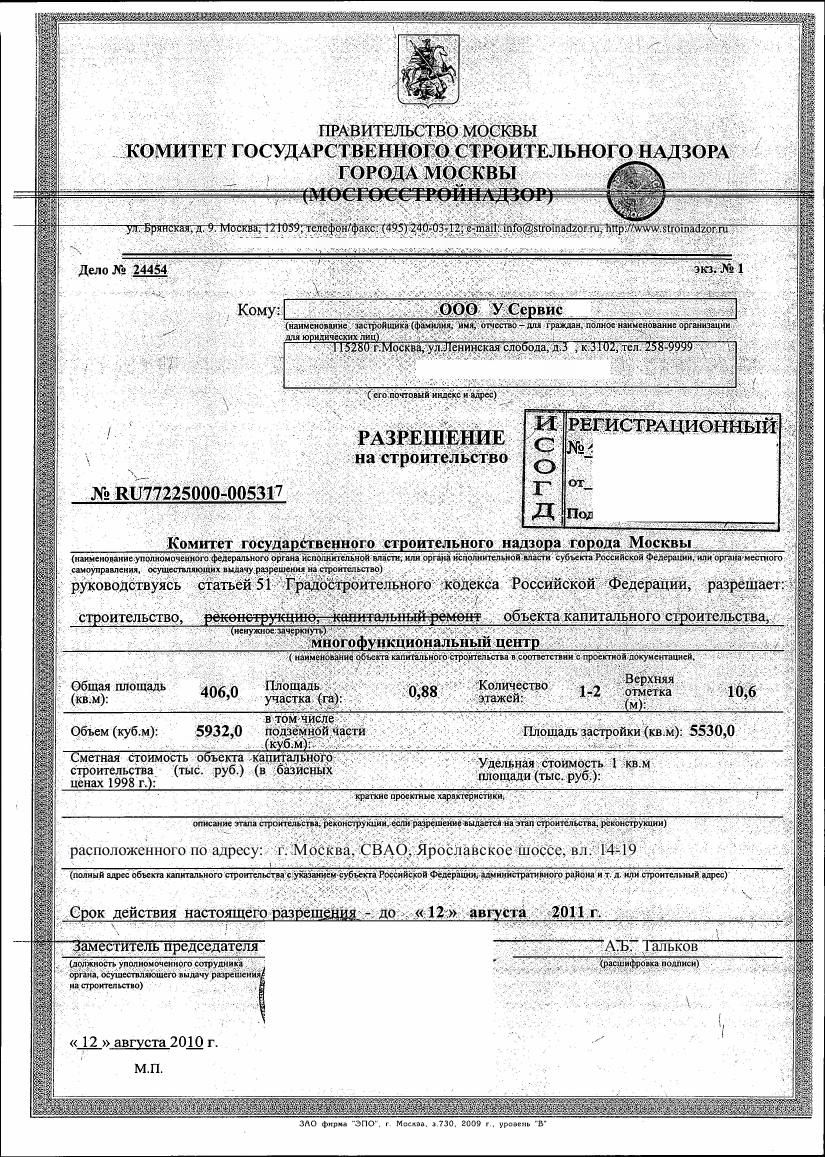 ПРАВИТЕЛЬСТВО МОСКВЫ
КОМИТЕТ ГОСУДАРСТВЕННОГО СТРОИТЕЛЬНОГО НАДЗОРА
ГОРОДА МОСКВЫ
(МОСГОССТРОЙНАДЗОР)
ул. Брянская, д. 9. Москва, 121059; телефон/факс: (495) 240-03-12; e-mail: info@stroinadzor.ru, http://www.stroinadzor.ru
Дело № 24454 экз. № 1
Кому: ООО У Сервис
(наименование застройщика (фамилия, имя, отчество – для граждан, полное наименование организации
для юридических лиц)
115280 г.Москва, ул.Ленинская слобода, д.3 , к.3102, тел. 258-9999
( его почтовый индекс и адрес)
РАЗРЕШЕНИЕ
на строительство
ИСОГД
РЕГИСТРАЦИОННЫЙ
№
от
Под
№ RU77225000-005317
Комитет государственного строительного надзора города Москвы
(наименование уполномоченного федерального органа исполнительной власти, или органа исполнительной власти субъекта Российской Федерации, или органа местного
самоуправления, осуществляющих выдачу разрешения на строительство)
руководствуясь статьей 51 Градостроительного кодекса Российской Федерации, разрешает:
строительство, реконструкцию, капитальный ремонт объекта капитального строительства,
(ненужное зачеркнуть)
многофункциональный центр
( наименование объекта капитального строительства в соответствии с проектной документацией,
Общая площадь (кв.м): 406,0 Площадь участка (га): 0,88 Количество этажей: 1-2 Верхняя отметка (м): 10,6
Объем (куб.м): 5932,0 в том числе подземной части (куб.м): Площадь застройки (кв.м): 5530,0
Сметная стоимость объекта капитального строительства (тыс. руб.) (в базисных ценах 1998 г.): Удельная стоимость 1 кв.м площади (тыс. руб.):
краткие проектные характеристики,
описание этапа строительства, реконструкции, если разрешение выдается на этап строительства, реконструкции)
расположенного по адресу: г. Москва, СВАО, Ярославское шоссе, вл. 14-19
(полный адрес объекта капитального строительства с указанием субъекта Российской Федерации, административного района и т. д. или строительный адрес)
Срок действия настоящего разрешения - до « 12 » августа 2011 г.
Заместитель председателя А.Б. Тальков
(должность уполномоченного сотрудника
органа, осуществляющего выдачу разрешения
на строительство)
(расшифровка подписи)
« 12 » августа 2010 г.
М.П.
ЗАО фирма "ЭПО", г. Москва, з.730, 2009 г., уровень "В"